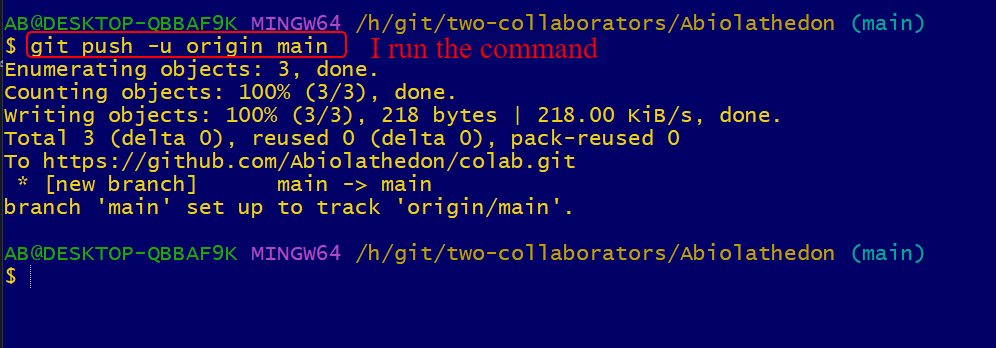 AB@DESKTOP-QBBAF9K MINGW64 /h/git/two-collaborators/Abiolathedon (main)
$ git push -u origin main I run the command
Enumerating objects: 3, done.
Counting objects: 100% (3/3), done.
Writing objects: 100% (3/3), 218 bytes | 218.00 KiB/s, done.
Total 3 (delta 0), reused 0 (delta 0), pack-reused 0
To https://github.com/Abiolathedon/colab.git
 * [new branch]      main -> main
branch 'main' set up to track 'origin/main'.
AB@DESKTOP-QBBAF9K MINGW64 /h/git/two-collaborators/Abiolathedon (main)
$